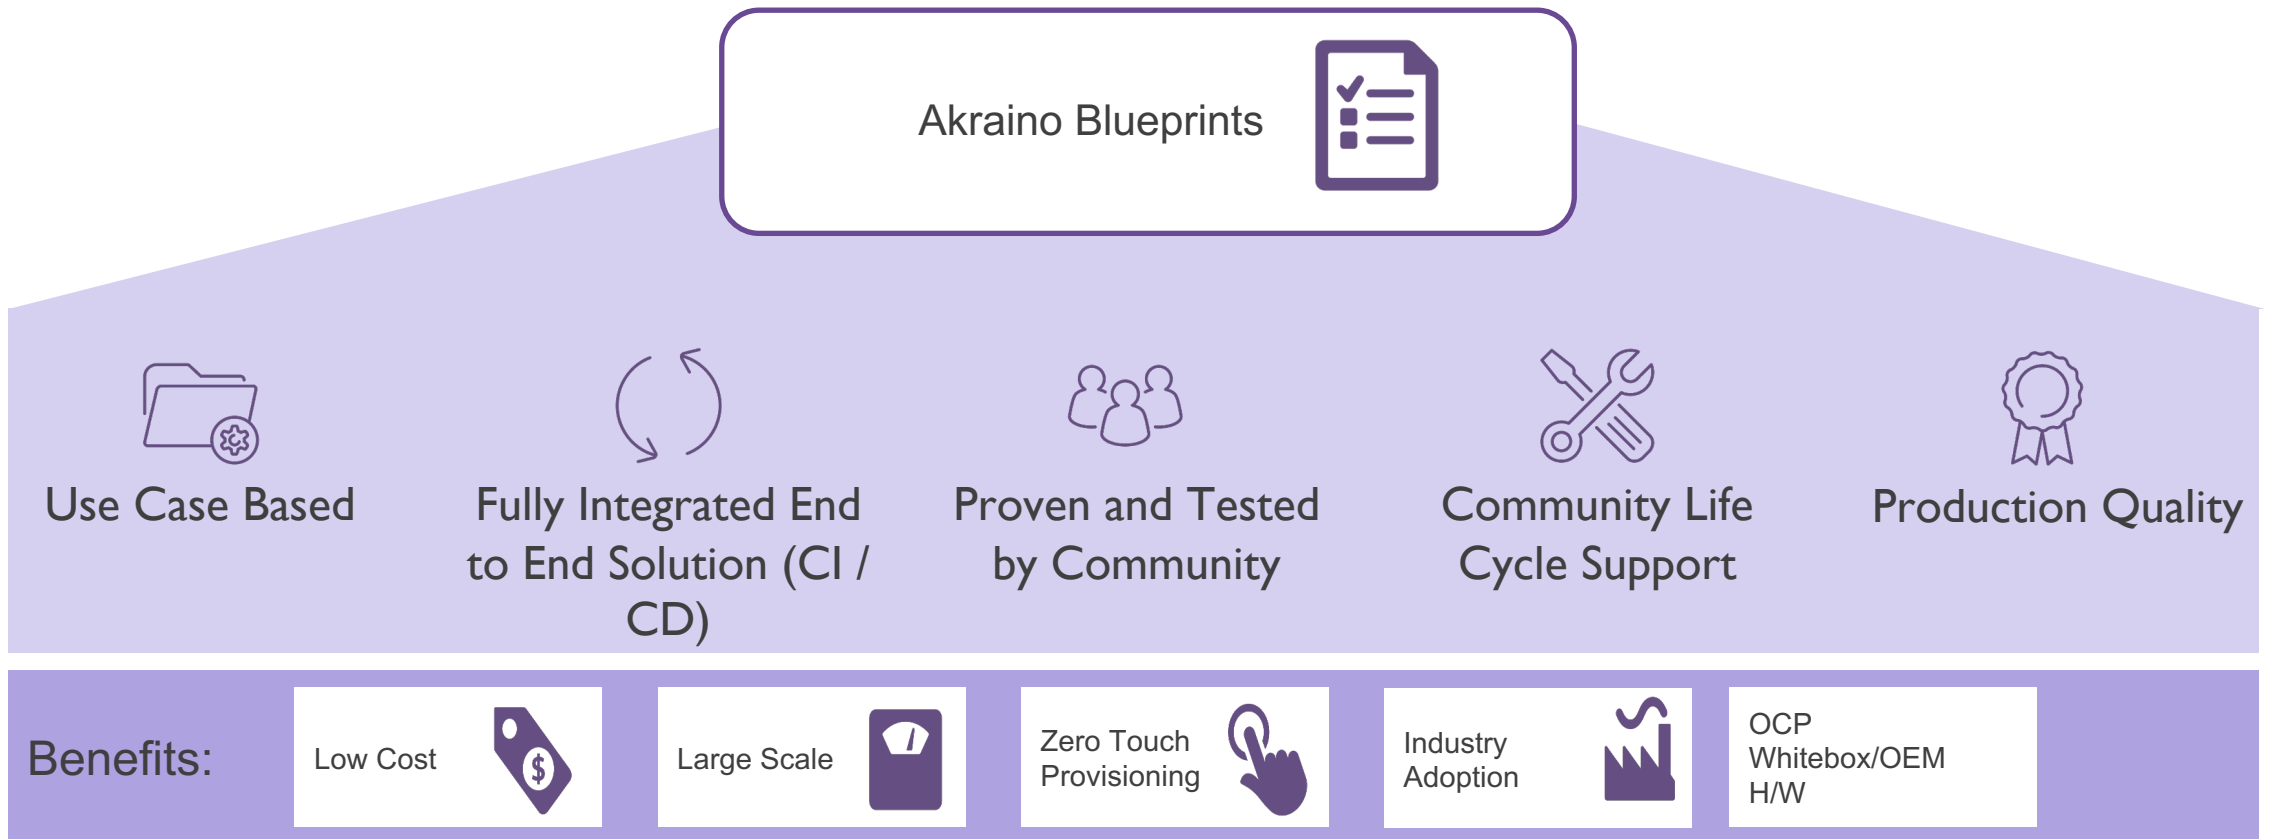 Akraino Blueprints
Use Case Based
Fully Integrated End
to End Solution (CI /
CD)
Proven and Tested
by Community
Community Life
Cycle Support
Production Quality
Benefits:
Low Cost
$
Large Scale
Zero Touch
Provisioning
Industry
Adoption
OCP
Whitebox/OEM
H/W